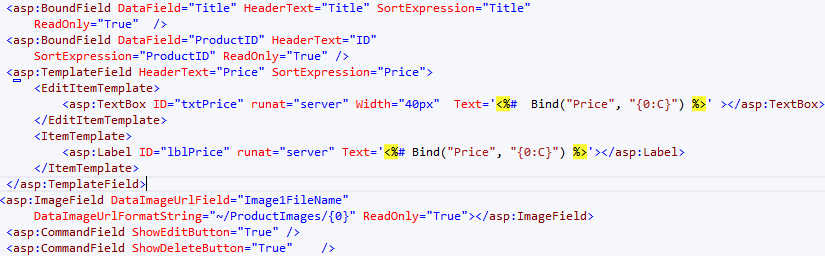 <asp:BoundField DataField="Title" HeaderText="Title" SortExpression="Title"
ReadOnly="True"  />
<asp:BoundField DataField="ProductID" HeaderText="ID"
SortExpression="ProductID" ReadOnly="True" />
<asp:TemplateField HeaderText="Price" SortExpression="Price">
<EditItemTemplate>
<asp:TextBox ID="txtPrice" runat="server" Width="40px"  Text='<%#  Bind("Price", "{0:C}") %>' ></asp:TextBox>
</EditItemTemplate>
<ItemTemplate>
<asp:Label ID="lblPrice" runat="server" Text='<%# Bind("Price", "{0:C}") %>'></asp:Label>
</ItemTemplate>
</asp:TemplateField>
<asp:ImageField DataImageUrlField="Image1FileName"
DataImageUrlFormatString="~/ProductImages/{0}" ReadOnly="True"></asp:ImageField>
<asp:CommandField ShowEditButton="True" />
<asp:CommandField ShowDeleteButton="True"    />